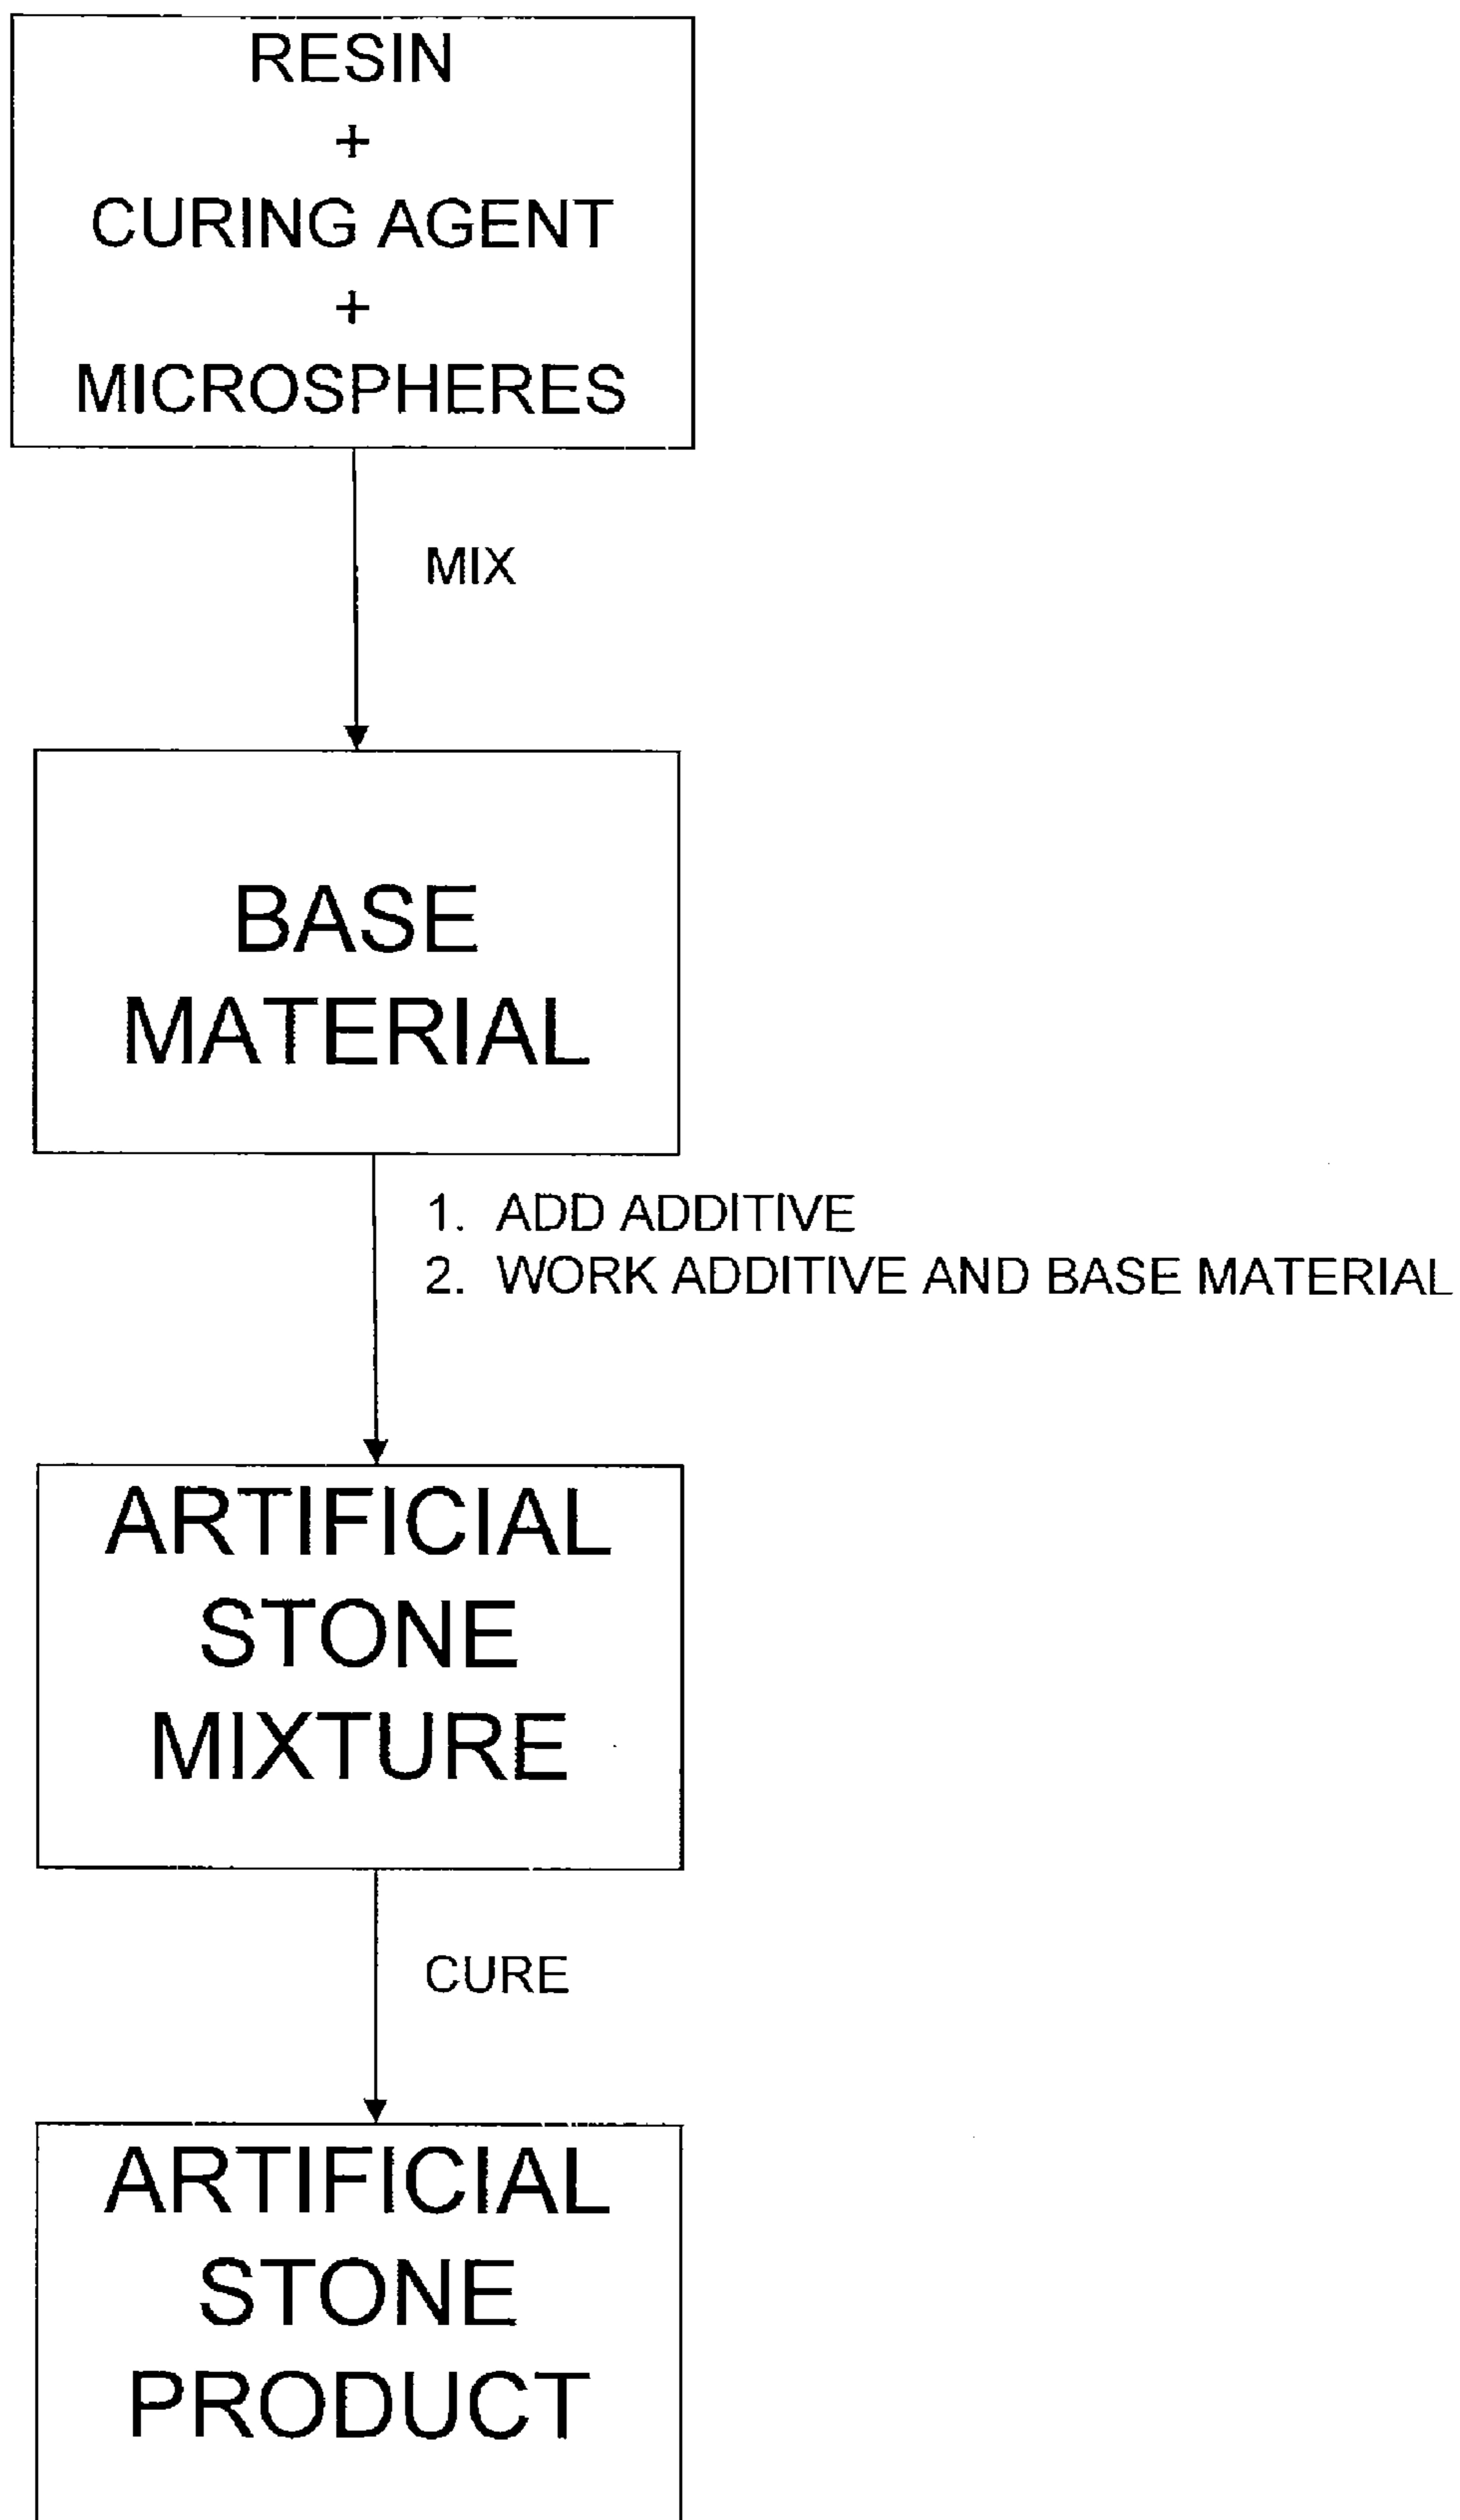 RESIN
+
CURING AGENT
+
MICROSPHERES
MIX
BASE
MATERIAL
1. ADD ADDITIVE
2. WORK ADDITIVE AND BASE MATERIAL
ARTIFICIAL
STONE
MIXTURE
CURE
ARTIFICIAL
STONE
PRODUCT